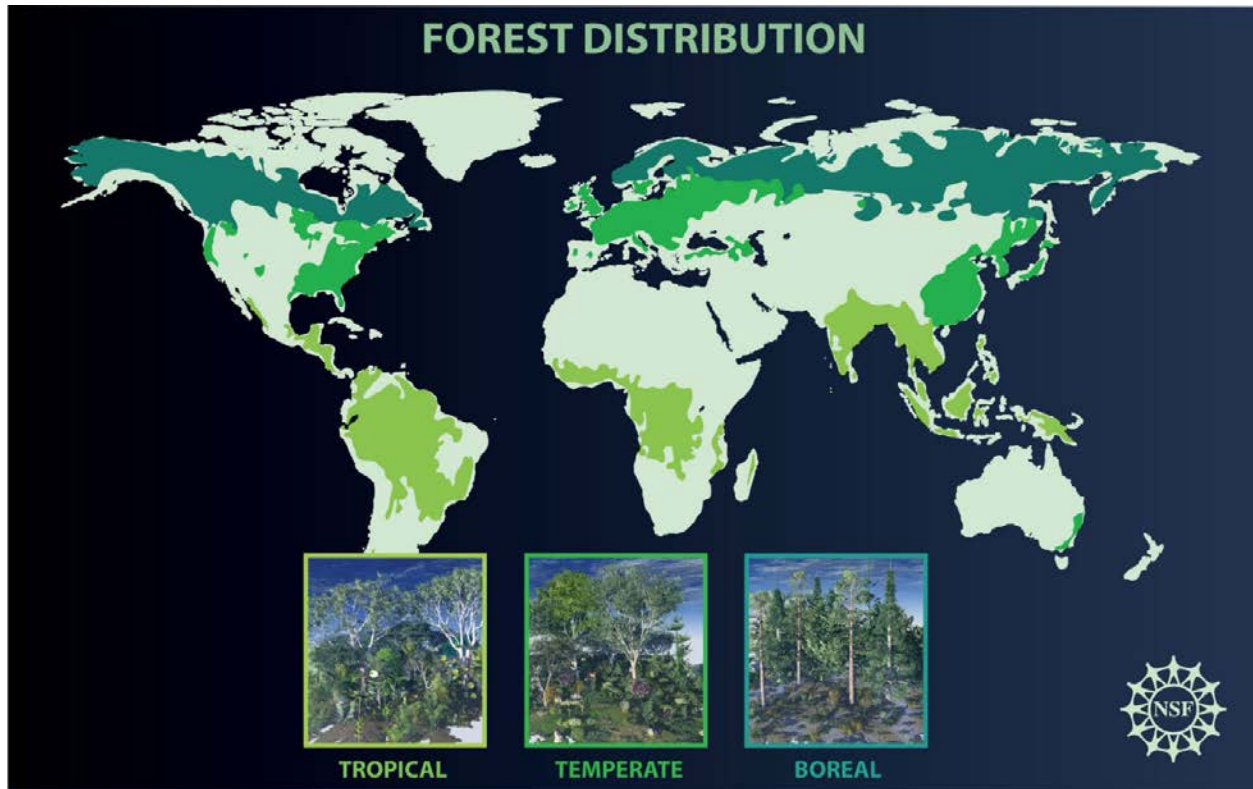 FOREST DISTRIBUTION
TROPICAL
TEMPERATE
BOREAL
NSF